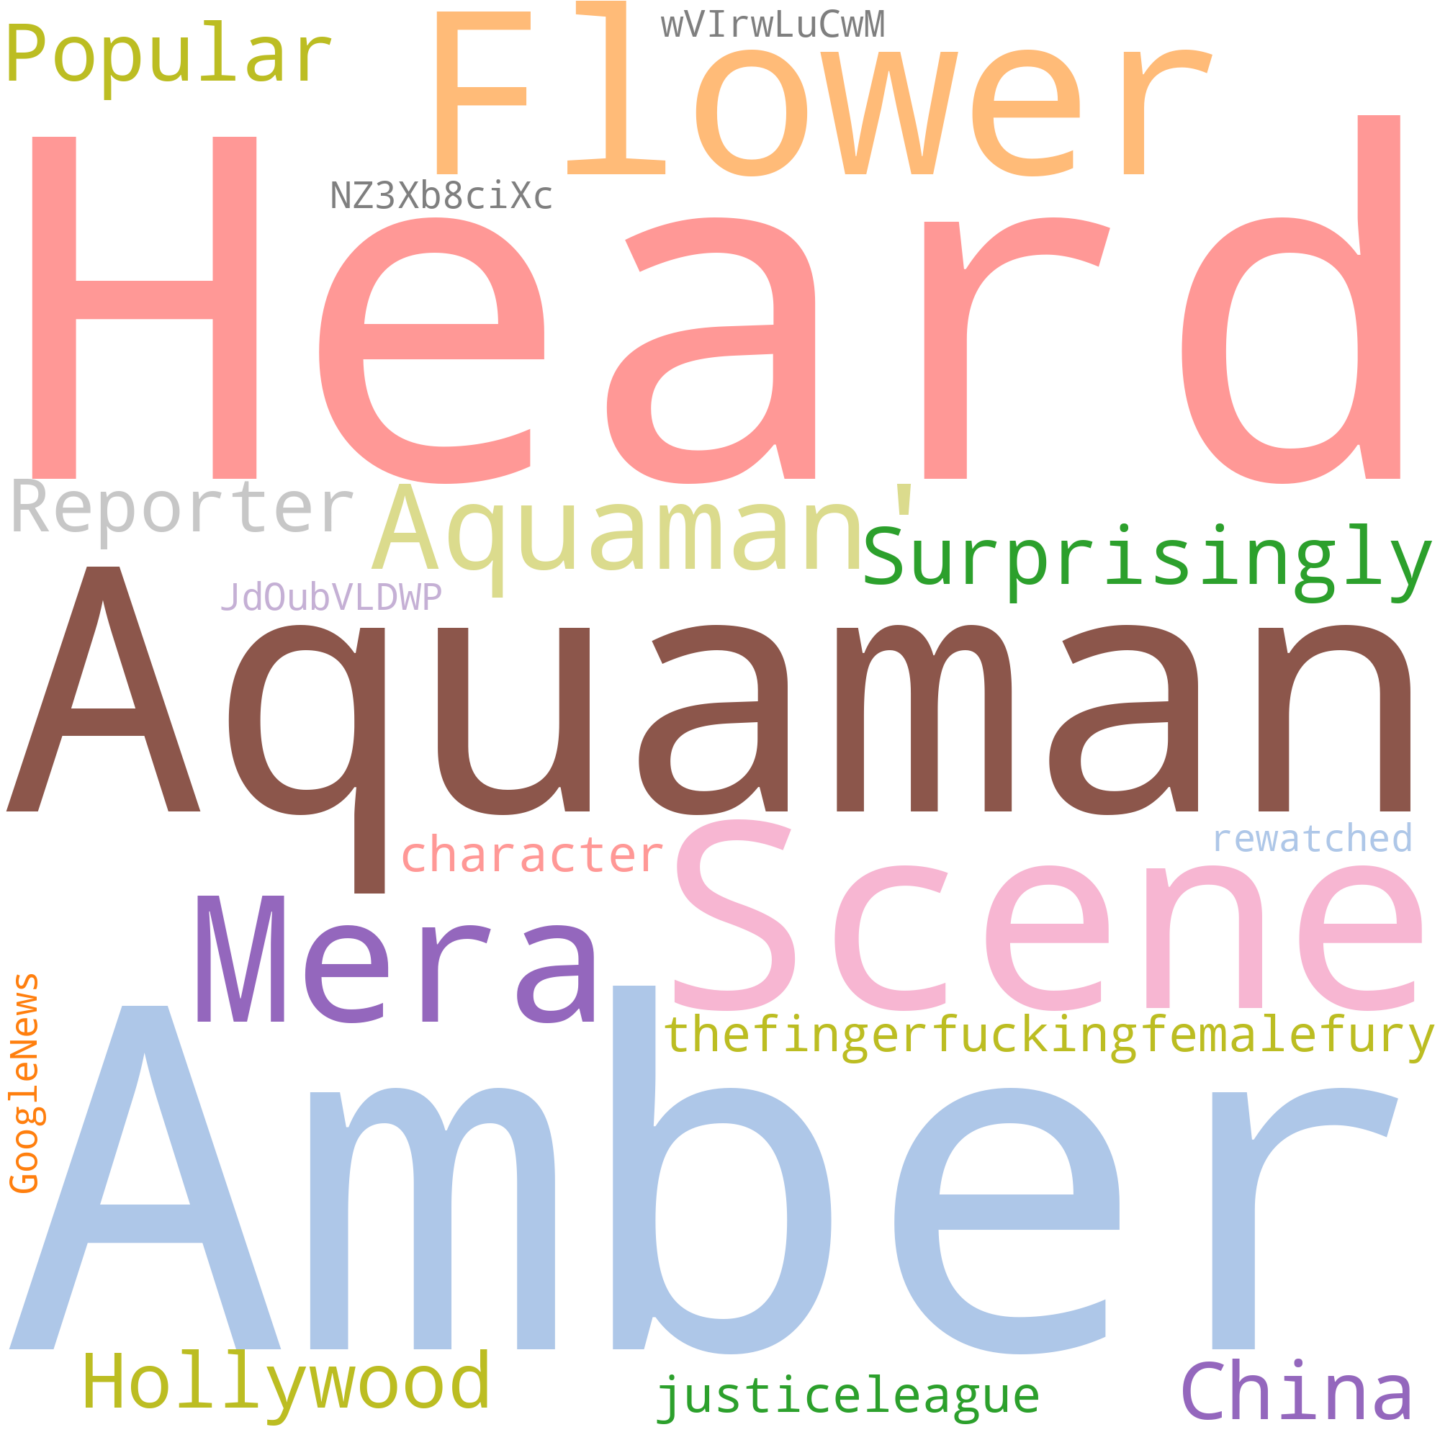 Popular
Flower
wVIrwLuCwM
Heard
NZ3Xb8ciXc
Reporter
Aquaman'
Surprisingly
JdOubVLDWP
Aquaman
character
Scene
rewatched
Mera
GoogleNews
thefingerfuckingfemalefury
Amber
Hollywood
justiceleague
China